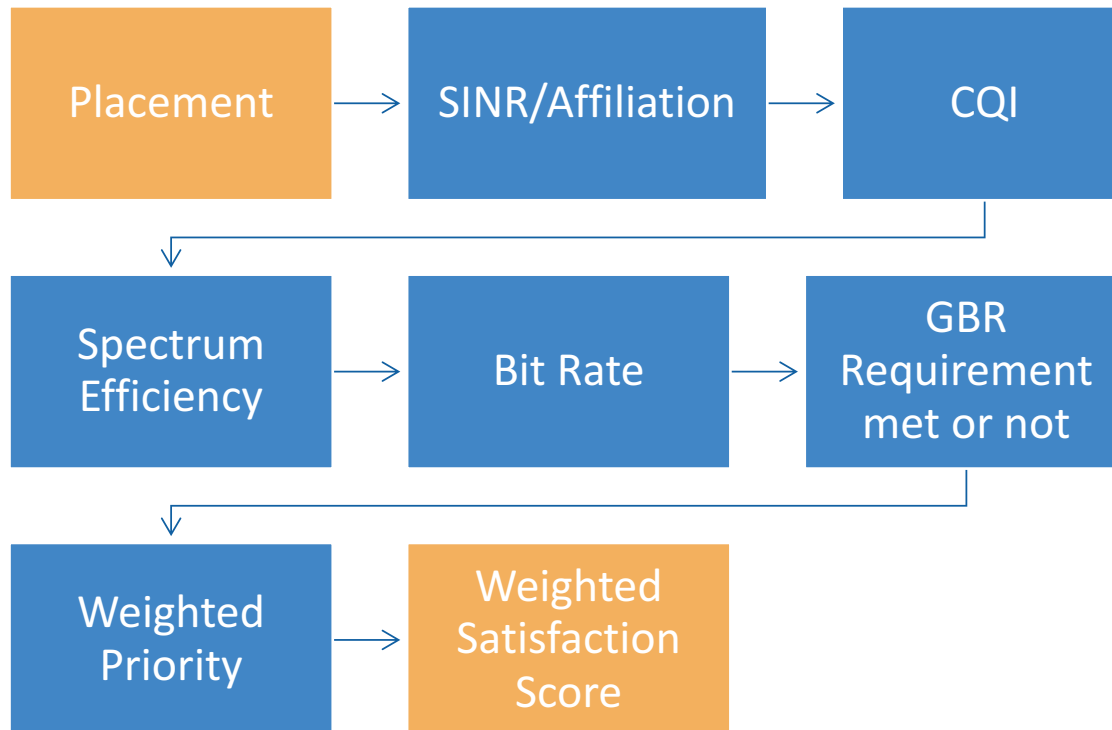 Placement
SINR/Affiliation
CQI
Spectrum
Efficiency
Bit Rate
GBR
Requirement
met or not
Weighted
Priority
Weighted
Satisfaction
Score